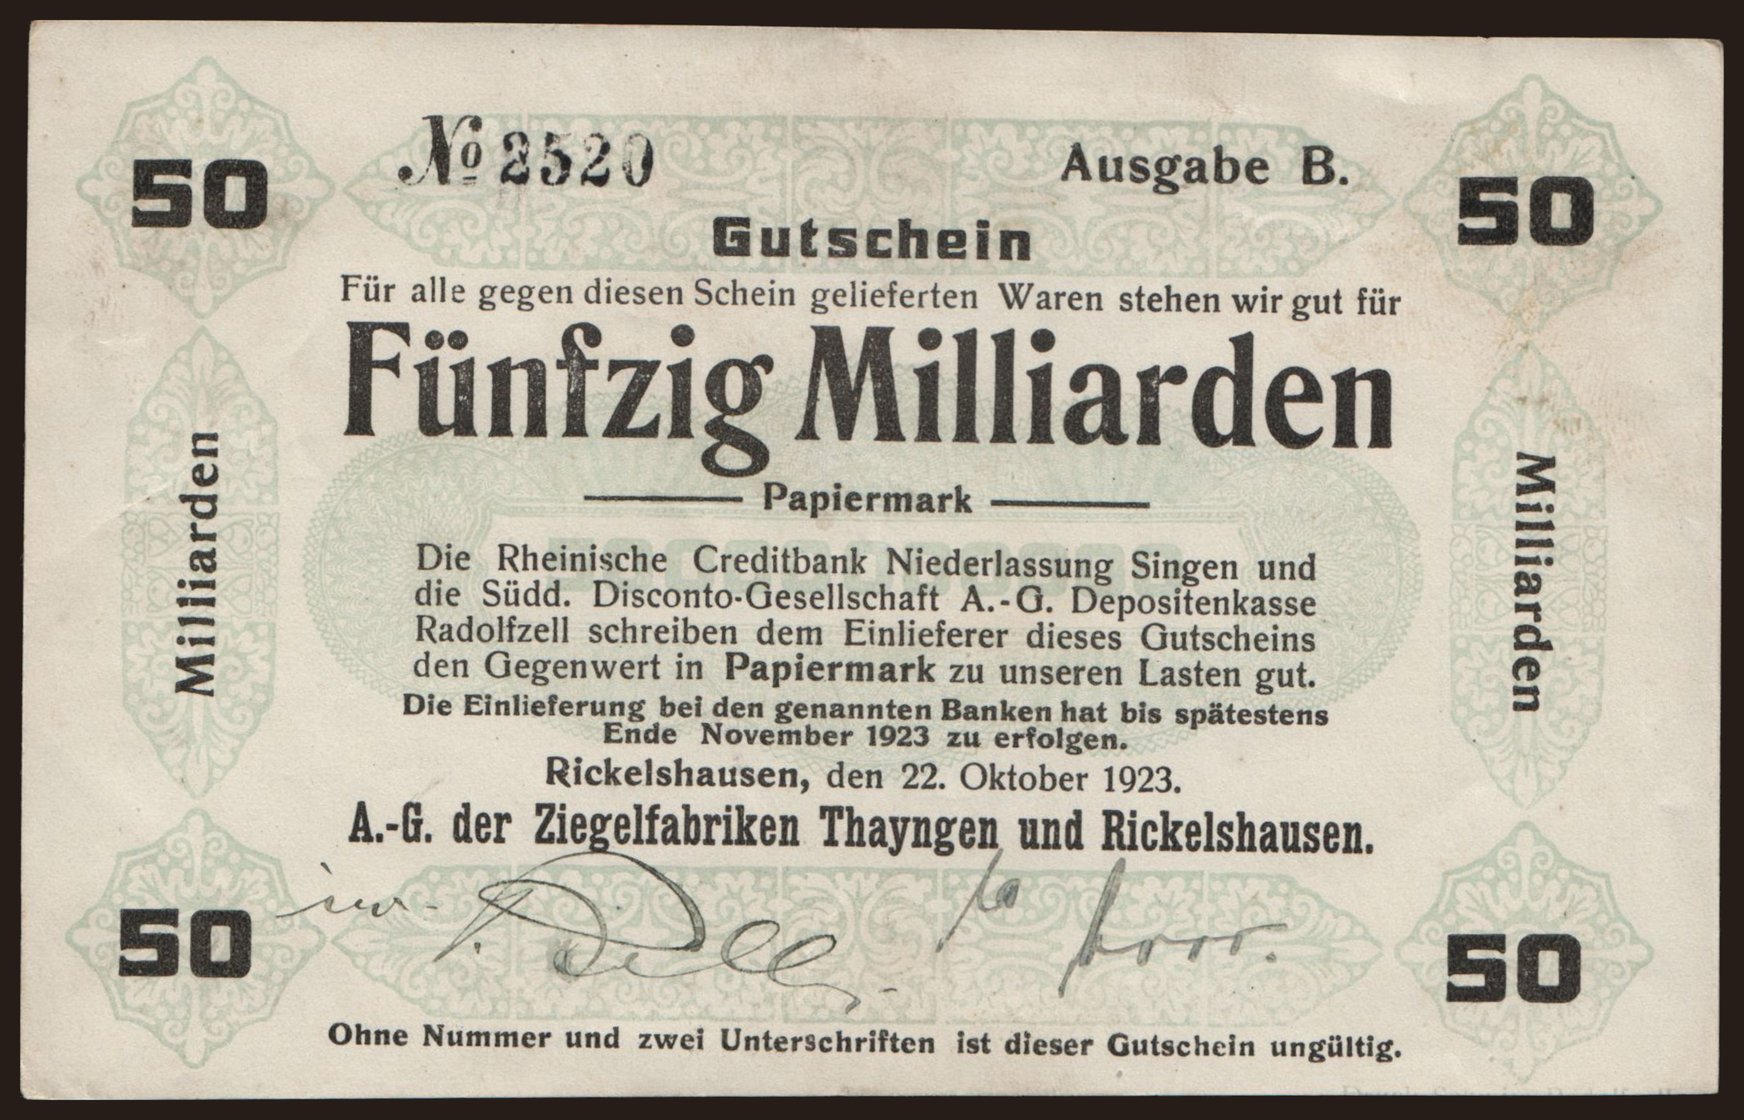 50
№ 2520
Ausgabe B.
50
Gutschein
Für alle gegen diesen Schein gelieferten Waren stehen wir gut für
Fünfzig Milliarden
Papiermark
Milliarden
Milliarden
Die Rheinische Creditbank Niederlassung Singen und
die Südd. Disconto-Gesellschaft A.-G. Depositenkasse
Radolfzell schreiben dem Einlieferer dieses Gutscheins
den Gegenwert in Papiermark zu unseren Lasten gut.
Die Einlieferung bei den genannten Banken hat bis spätestens
Ende November 1923 zu erfolgen.
Rickelshausen, den 22. Oktober 1923.
A.-G. der Ziegelfabriken Thayngen und Rickelshausen.
50
50
Ohne Nummer und zwei Unterschriften ist dieser Gutschein ungültig.